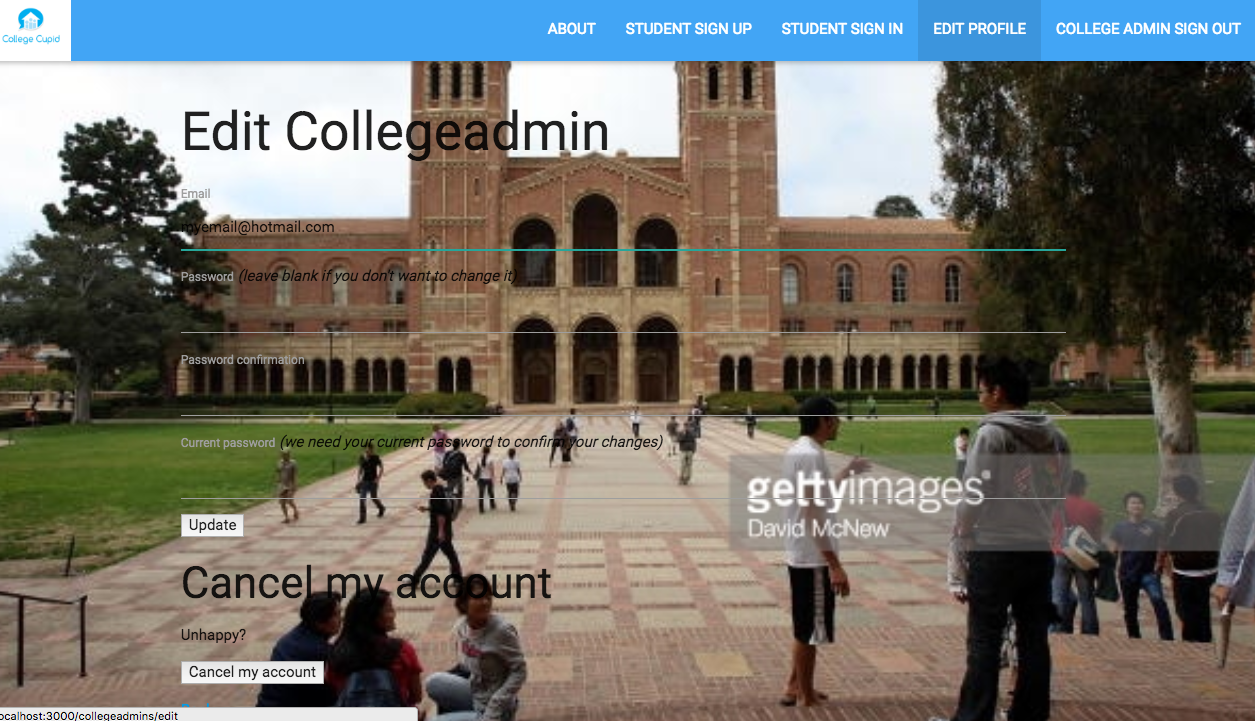 College Cupid
ABOUT STUDENT SIGN UP STUDENT SIGN IN EDIT PROFILE COLLEGE ADMIN SIGN OUT
Edit Collegeadmin
Email
myemail@hotmail.com
Password (leave blank if you don't want to change it)
Password confirmation
Current password (we need your current password to confirm your changes)
gettyimages®
David McNew
Update
Cancel my account
Unhappy?
Cancel my account
ocalhost:3000/collegeadmins/edit